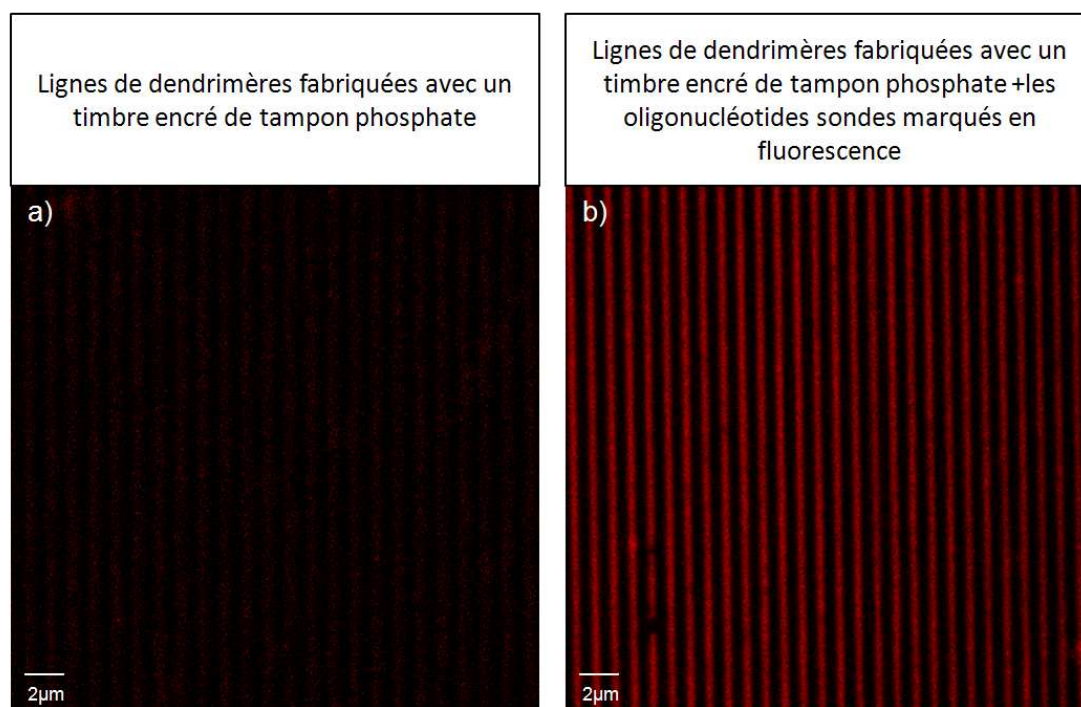 Lignes de dendrimères fabriquées avec un
timbre encré de tampon phosphate
Lignes de dendrimères fabriquées avec un
timbre encré de tampon phosphate +les
oligonucléotides sondes marqués en
fluorescence
a)
b)
2µm
2µm